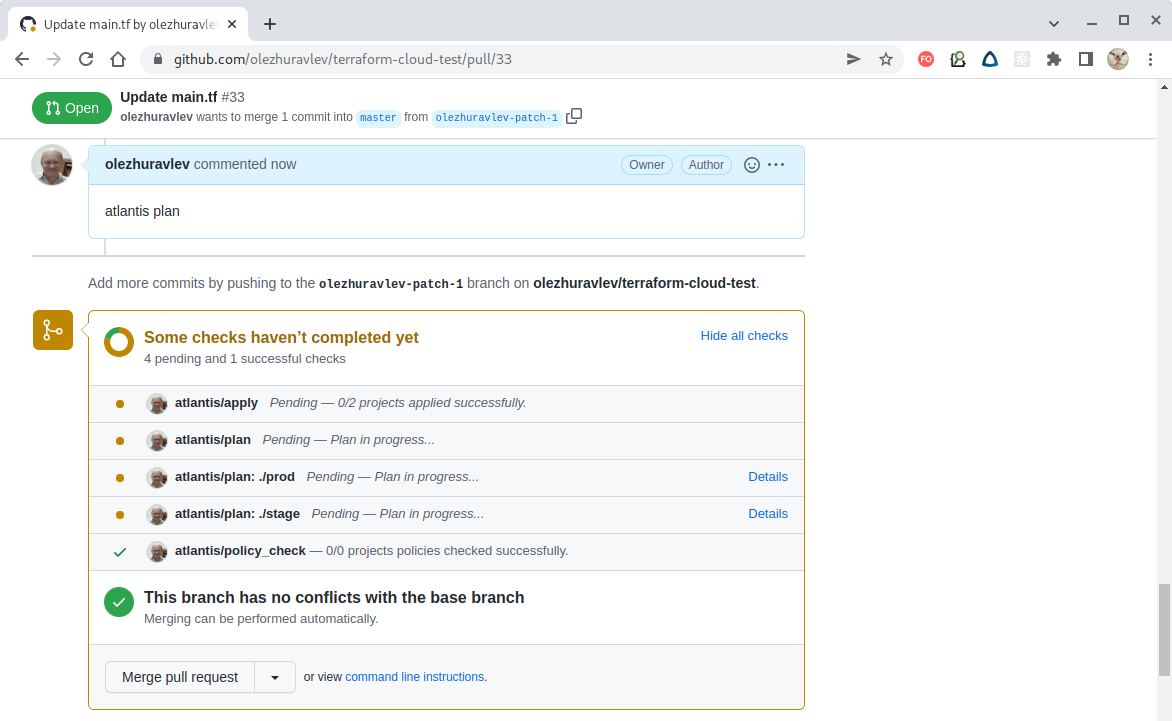 Update main.tf by olezhuravle
github.com/olezhuravlev/terraform-cloud-test/pull/33
FO
Open
Update main.tf #33
olezhuravlev wants to merge 1 commit into master from olezhuravlev-patch-1
olezhuravlev commented now
Owner
Author
atlantis plan
Add more commits by pushing to the olezhuravlev-patch-1 branch on olezhuravlev/terraform-cloud-test.
Some checks haven’t completed yet
Hide all checks
4 pending and 1 successful checks
atlantis/apply Pending — 0/2 projects applied successfully.
atlantis/plan Pending — Plan in progress...
atlantis/plan: ./prod Pending — Plan in progress... Details
atlantis/plan: ./stage Pending — Plan in progress... Details
atlantis/policy_check — 0/0 projects policies checked successfully.
This branch has no conflicts with the base branch
Merging can be performed automatically.
Merge pull request
or view command line instructions.